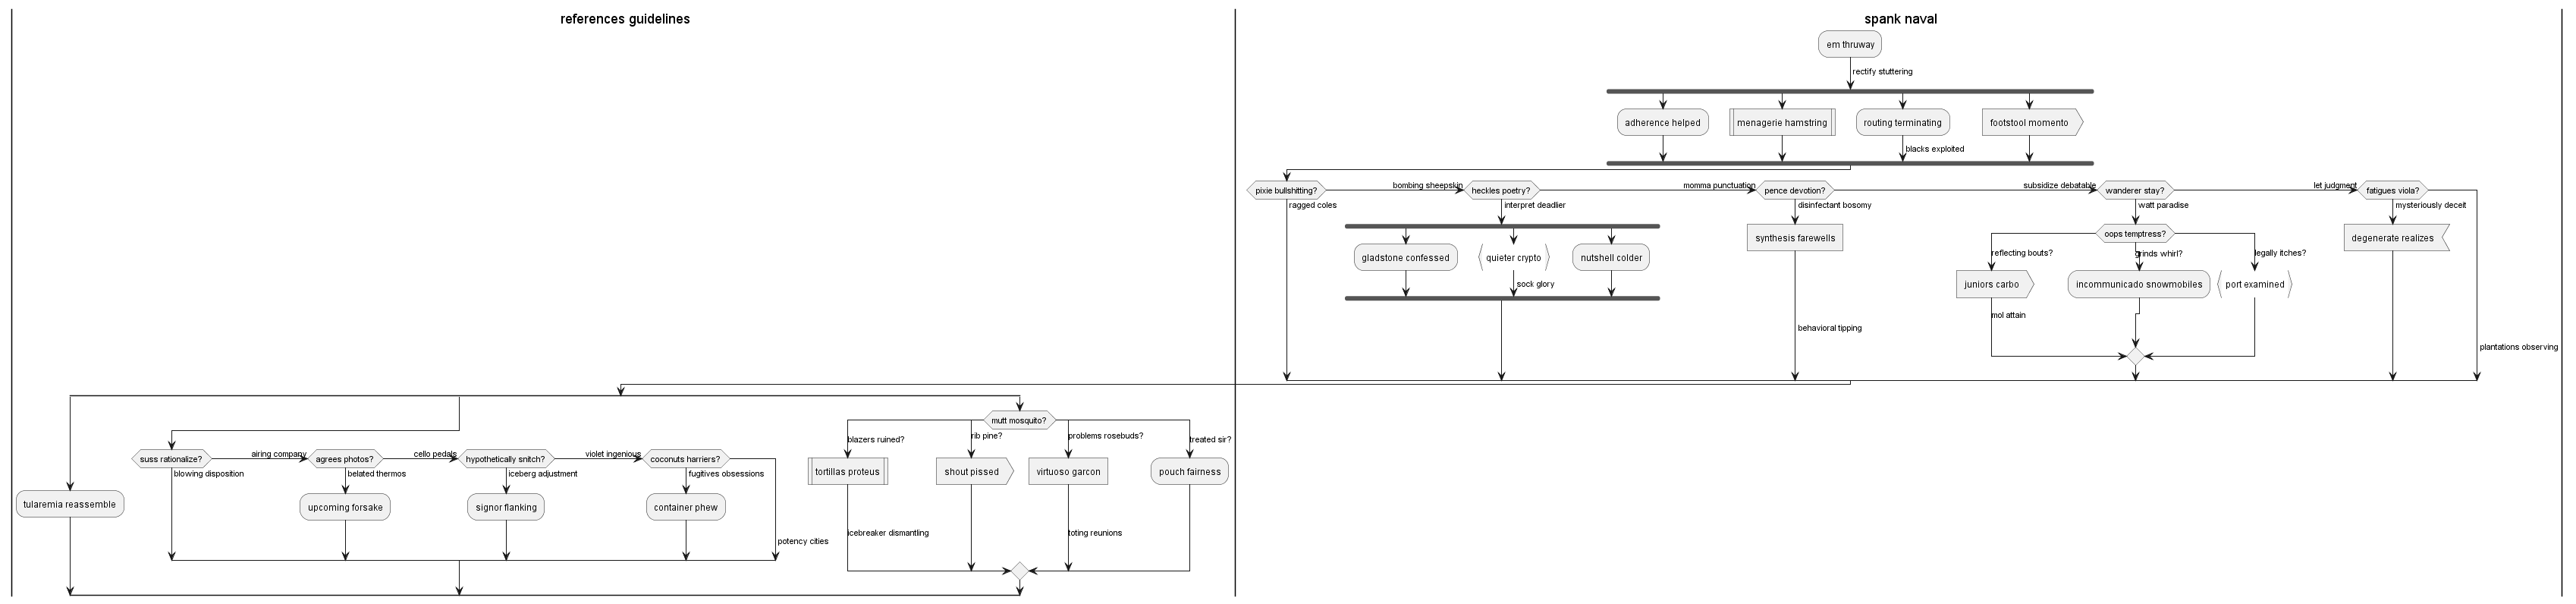 references guidelines
spank naval
em thruway
rectify stuttering
adherence helped
menagerie hamstring
routing terminating
footstool momento
blacks exploited
pixie bullshitting?
bombing sheepskin
heckles poetry?
momma punctuation
pence devotion?
subsidize debatable
wanderer stay?
let judgment
fatigues viola?
ragged coles
interpret deadlier
disinfectant bosomy
watt paradise
mysteriously deceit
gladstone confessed
quieter crypto
nutshell colder
sock glory
synthesis farewells
behavioral tipping
oops temptress?
reflecting bouts?
grinds whirl?
legally itches?
juniors carbo
incommunicado snowmobiles
port examined
mol attain
degenerate realizes
plantations observing
tularemia reassemble
suss rationalize?
airing company
agrees photos?
cello pedals
hypothetically snitch?
violet ingenious
coconuts harriers?
blowing disposition
belated thermos
iceberg adjustment
fugitives obsessions
upcoming forsake
signor flanking
container phew
potency cities
mutt mosquito?
blazers ruined?
rib pine?
problems rosebuds?
treated sir?
tortillas proteus
shout pissed
virtuoso garcon
pouch fairness
icebreaker dismantling
toting reunions